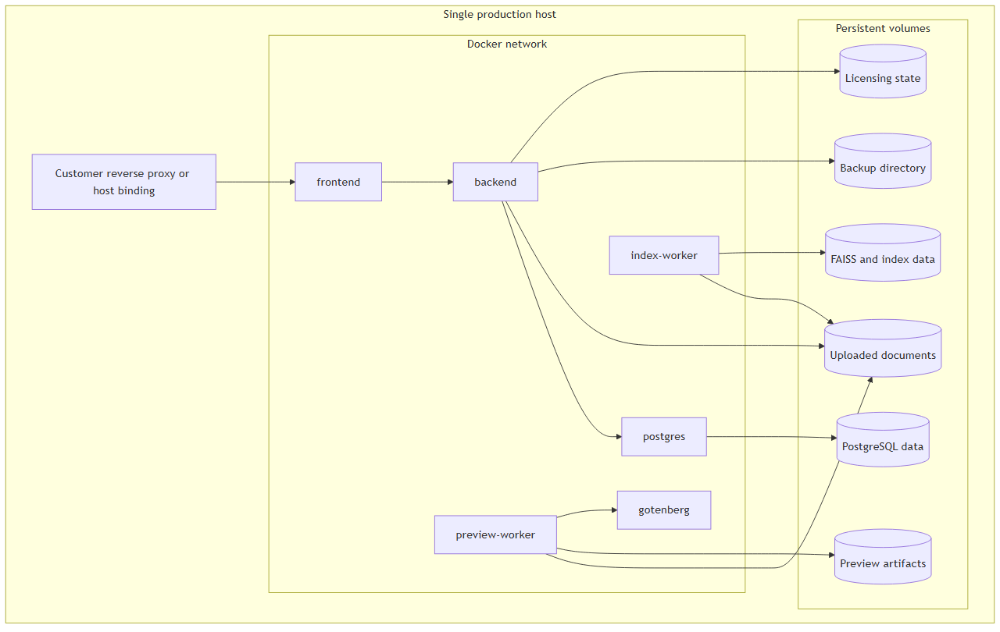 Single production host
Persistent volumes
Docker network
Licensing state
Backup directory
Customer reverse proxy or
host binding
frontend
backend
index-worker
FAISS and index data
Uploaded documents
postgres
PostgreSQL data
gotenberg
preview-worker
Preview artifacts